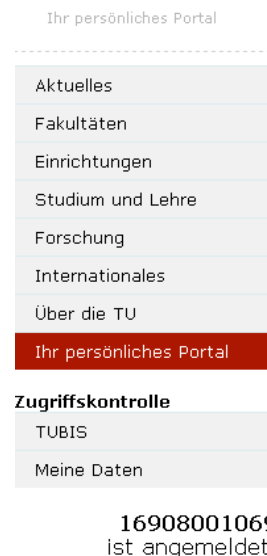 Ihr persönliches Portal
Aktuelles
Fakultäten
Einrichtungen
Studium und Lehre
Forschung
Internationales
Über die TU
Ihr persönliches Portal
Zugriffskontrolle
TUBIS
Meine Daten
16908001069
ist angemeldet